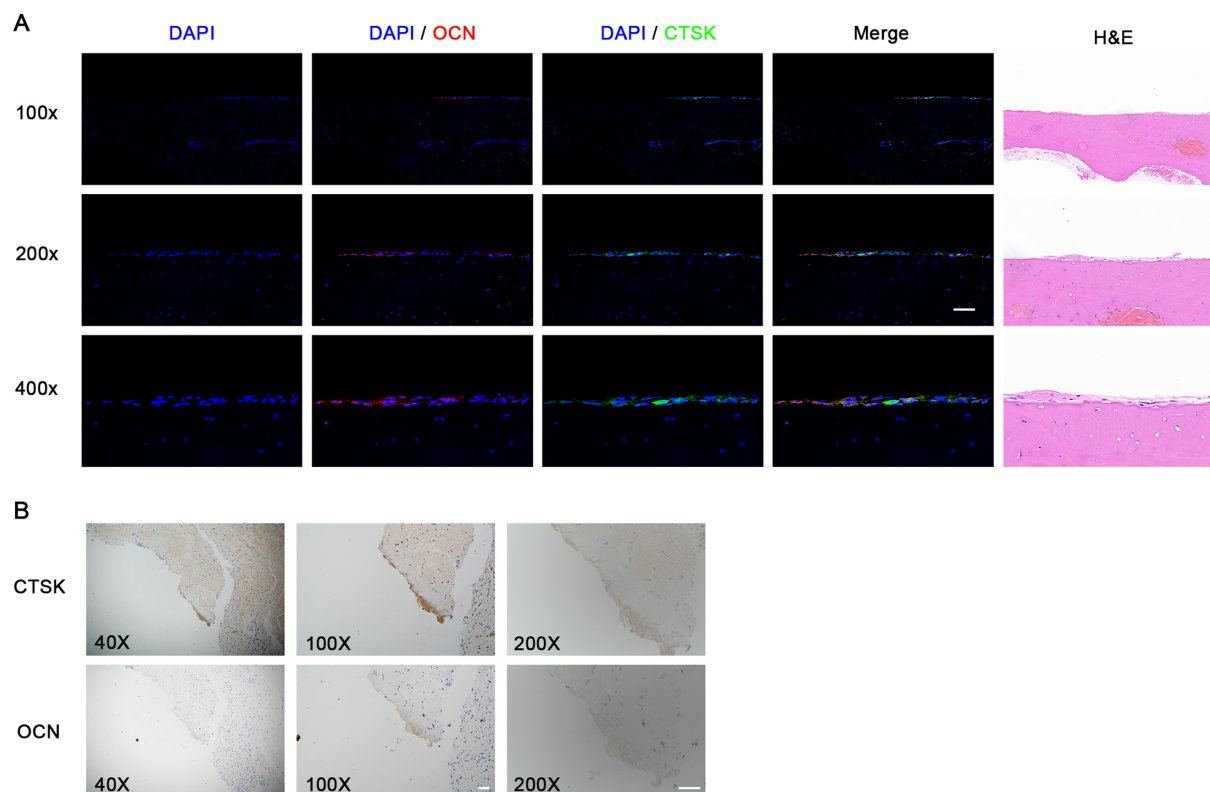 A
DAPI
DAPI / OCN
DAPI / CTSK
Merge
H&E
100x
200x
400x
B
CTSK
40X
100X
200X
OCN
40X
100X
200X